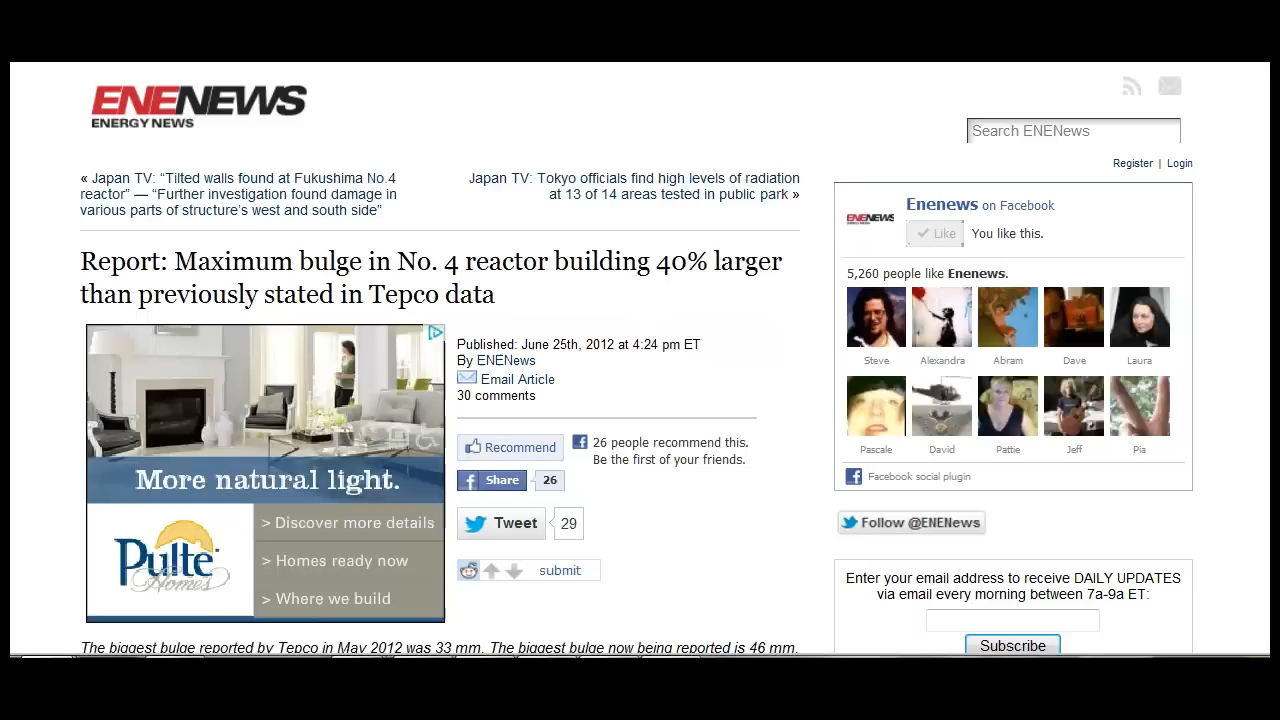 ENENEWS
ENERGY NEWS
Search ENENews
Register | Login
« Japan TV: “Tilted walls found at Fukushima No.4
reactor” — “Further investigation found damage in
various parts of structure’s west and south side”
Japan TV: Tokyo officials find high levels of radiation
at 13 of 14 areas tested in public park »
Report: Maximum bulge in No. 4 reactor building 40% larger
than previously stated in Tepco data
More natural light.
Pulte
Homes
> Discover more details
> Homes ready now
> Where we build
Published: June 25th, 2012 at 4:24 pm ET
By ENENews
Email Article
30 comments
Recommend
26 people recommend this.
Be the first of your friends.
Share 26
Tweet 29
submit
The biggest bulge reported by Tepco in May 2012 was 33 mm. The biggest bulge now being reported is 46 mm.
ENENEWS
Enenews on Facebook
Like You like this.
5,260 people like Enenews.
Steve Alexandra Abram Dave Laura
Pascale David Pattie Jeff Pia
Facebook social plugin
Follow @ENENews
Enter your email address to receive DAILY UPDATES
via email every morning between 7a-9a ET:
Subscribe